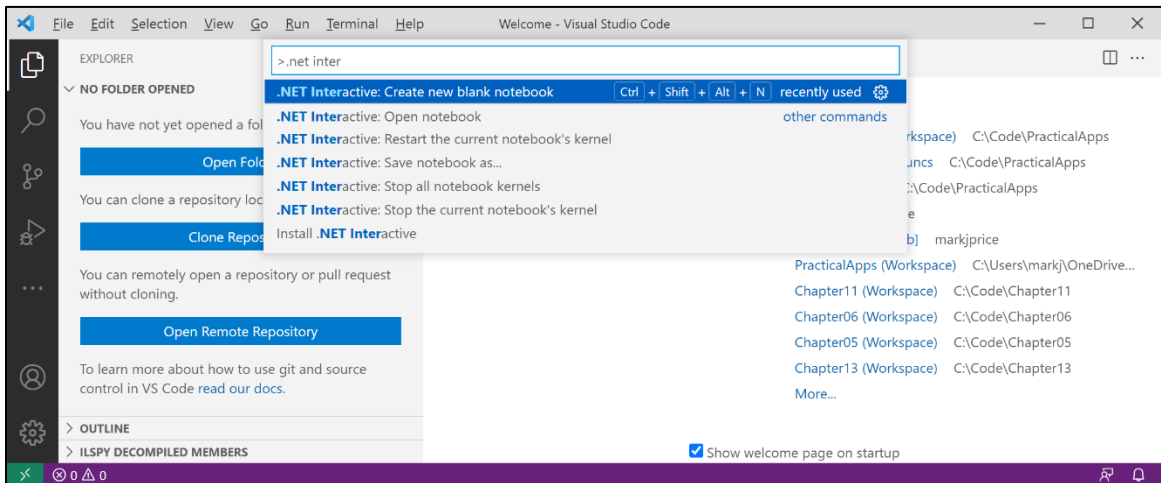 File Edit Selection View Go Run Terminal Help Welcome - Visual Studio Code
EXPLORER
>.net inter
NO FOLDER OPENED
.NET Interactive: Create new blank notebook Ctrl + Shift + Alt + N recently used
.NET Interactive: Open notebook other commands
.NET Interactive: Restart the current notebook's kernel
.NET Interactive: Save notebook as...
.NET Interactive: Stop all notebook kernels
.NET Interactive: Stop the current notebook's kernel
Install .NET Interactive
You have not yet opened a fol
Open Fold
You can clone a repository loc
Clone Repos
You can remotely open a repository or pull request
without cloning.
Open Remote Repository
To learn more about how to use git and source
control in VS Code read our docs.
OUTLINE
ILSPY DECOMPILED MEMBERS
rkspace) C:\Code\PracticalApps
uncs C:\Code\PracticalApps
:\Code\PracticalApps
e
b] markjprice
PracticalApps (Workspace) C:\Users\markj\OneDrive...
Chapter11 (Workspace) C:\Code\Chapter11
Chapter06 (Workspace) C:\Code\Chapter06
Chapter05 (Workspace) C:\Code\Chapter05
Chapter13 (Workspace) C:\Code\Chapter13
More...
Show welcome page on startup
0 0